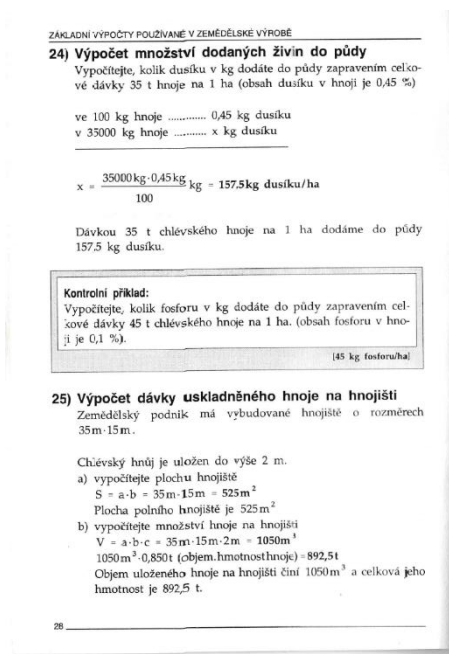 ZÁKLADNÍ VÝPOČTY POUŽÍVANÉ V ZEMĚDĚLSKÉ VÝROBĚ
24) Výpočet množství dodaných živin do půdy
Vypočítejte, kolik dusíku v kg dodáte do půdy zapravením celko-
vé dávky 35 t hnoje na 1 ha (obsah dusíku v hnoji je 0,45 %)
ve 100 kg hnoje ............. 0,45 kg dusíku
v 35000 kg hnoje ........... x kg dusíku
x = 35000kg·0,45kg / 100 kg = 157.5kg dusíku/ha
Dávkou 35 t chlévského hnoje na 1 ha dodáme do půdy
157.5 kg dusíku.
Kontrolní příklad:
Vypočítejte, kolik fosforu v kg dodáte do půdy zapravením cel-
kové dávky 45 t chlévského hnoje na 1 ha. (obsah fosforu v hno-
ji je 0,1 %).
[45 kg fosforu/ha]
25) Výpočet dávky uskladněného hnoje na hnojišti
Zemědělský podnik má vybudované hnojiště o rozměrech
35m·15m.
Chlévský hnůj je uložen do výše 2 m.
a) vypočítejte plochu hnojiště
S = a·b = 35m·15m = 525m²
Plocha polního hnojiště je 525m²
b) vypočítejte množství hnoje na hnojišti
V = a·b·c = 35m·15m·2m = 1050m³
1050m³·0,850t (objem.hmotnosthnoje) = 892,5t
Objem uloženého hnoje na hnojišti činí 1050m³ a celková jeho
hmotnost je 892,5 t.
28